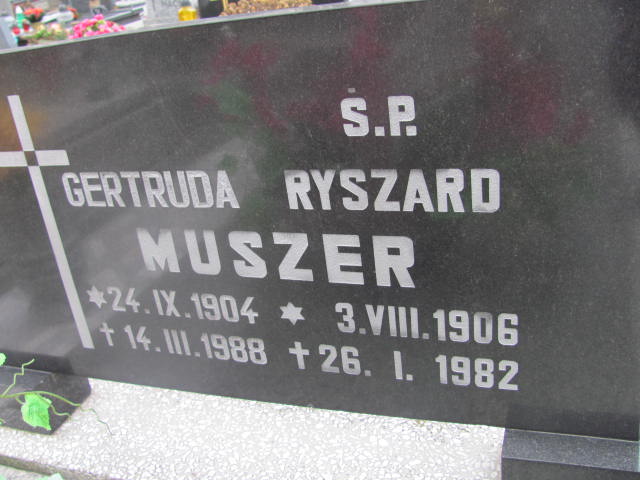 Ś.P.
GERTRUDA RYSZARD
MUSZER
* 24.IX.1904 * 3.VIII.1906
† 14.III.1988 † 26. I. 1982